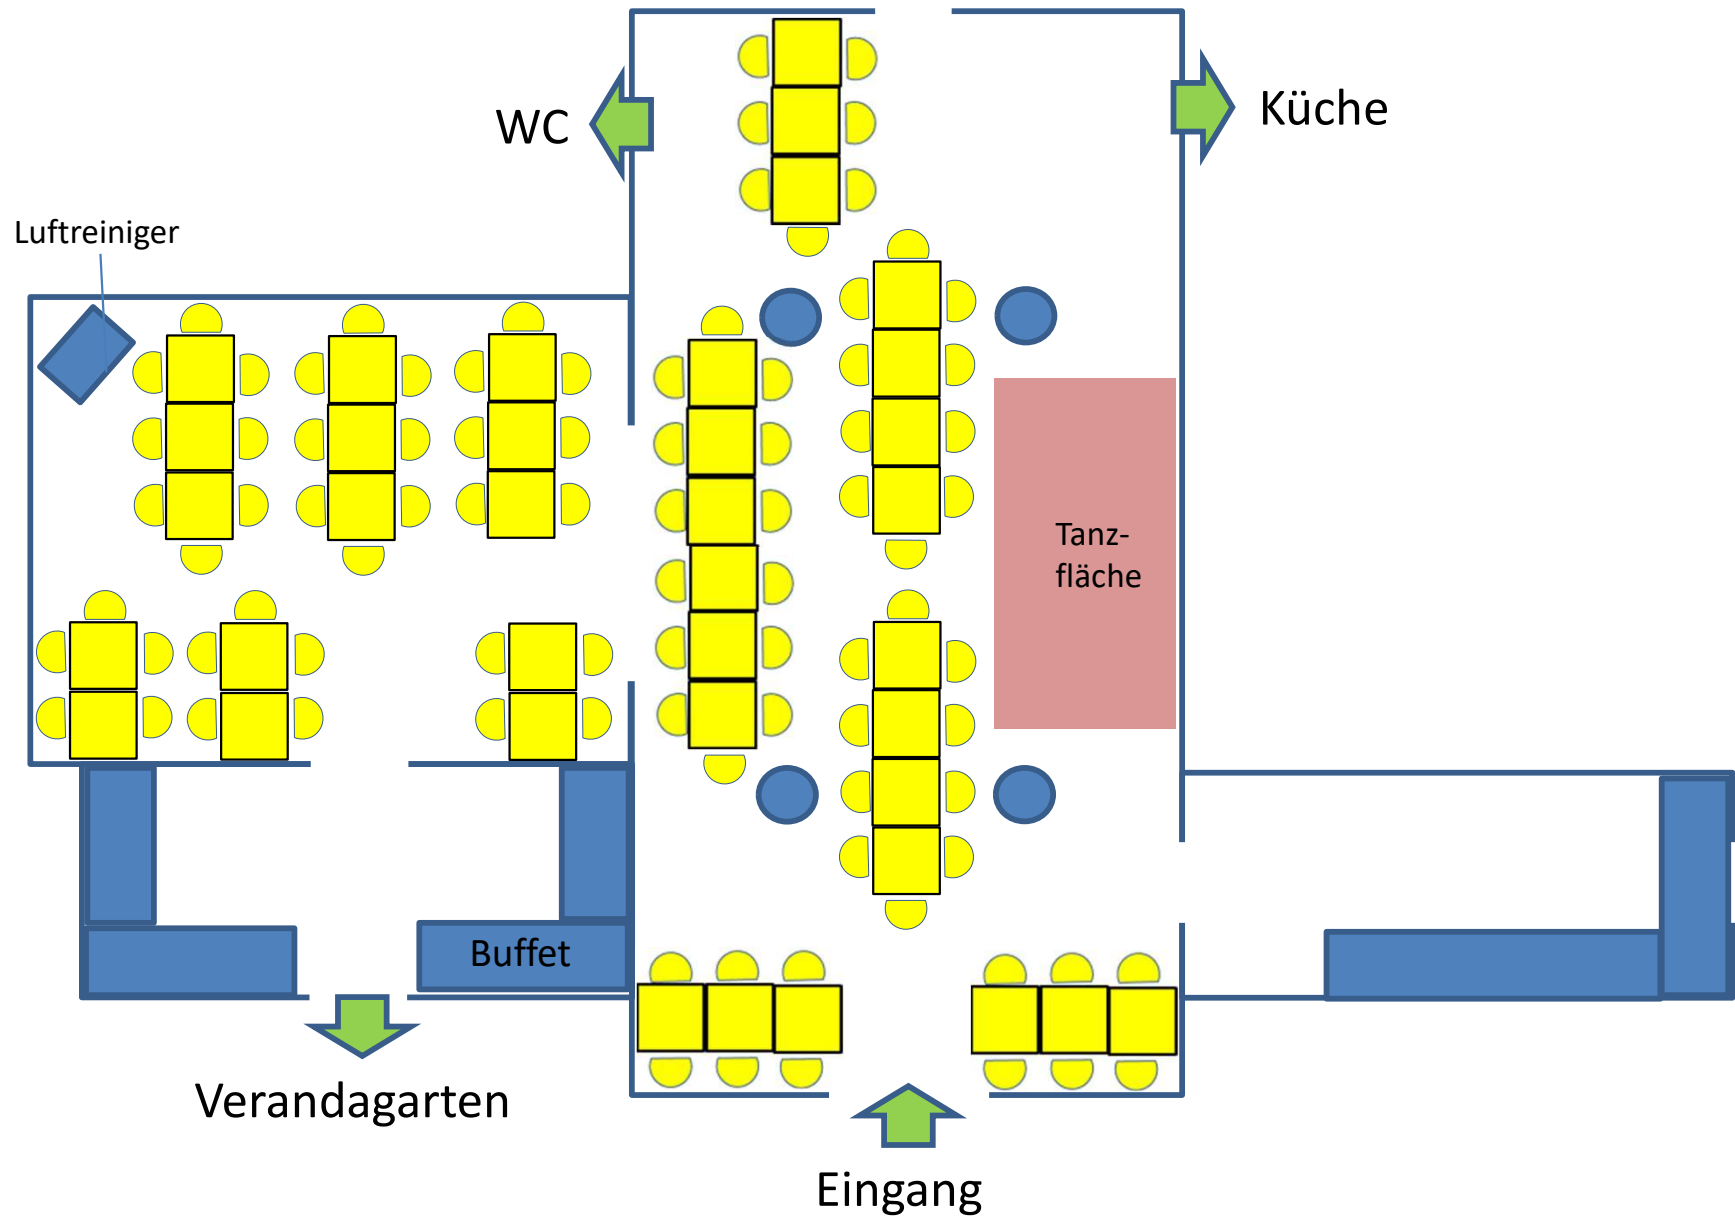 WC
Küche
Luftreiniger
Tanz-
fläche
Buffet
Verandagarten
Eingang